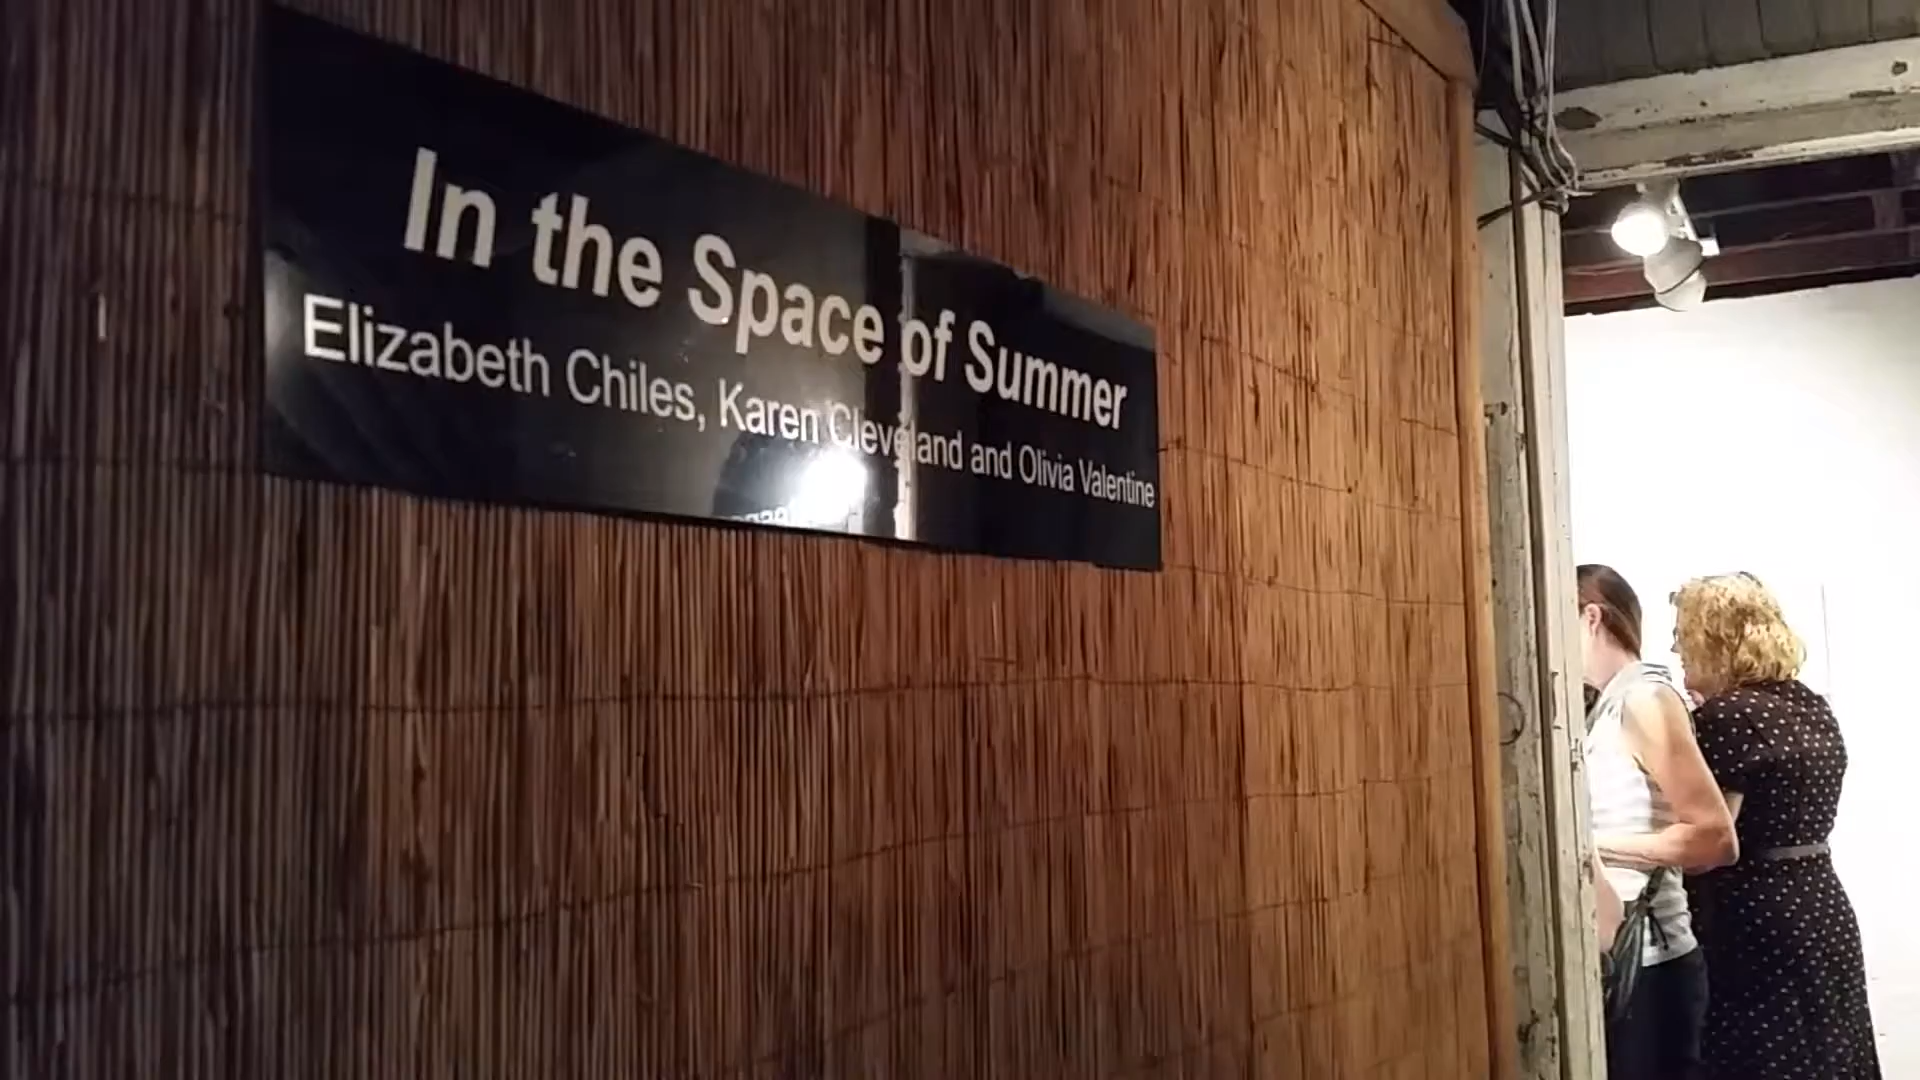 In the Space of Summer
Elizabeth Chiles, Karen Cleveland and Olivia Valentine